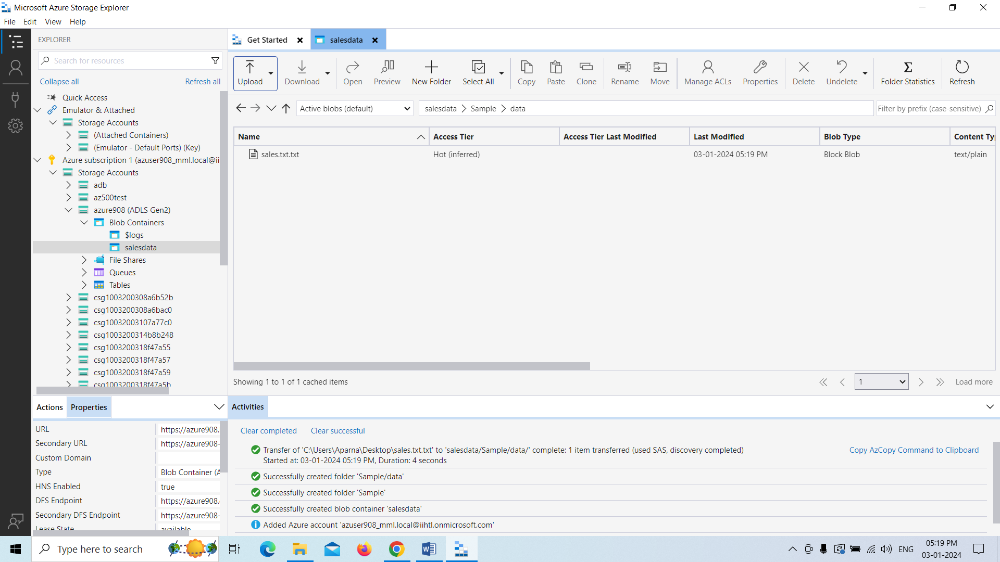 Microsoft Azure Storage Explorer
File Edit View Help
EXPLORER
Search for resources
Collapse all Refresh all
Quick Access
Emulator & Attached
Storage Accounts
(Attached Containers)
(Emulator - Default Ports) (Key)
Azure subscription 1 (azuser908_mml.local@ii
Storage Accounts
adb
az500test
azure908 (ADLS Gen2)
Blob Containers
$logs
salesdata
File Shares
Queues
Tables
csg1003200308a6b52b
csg1003200308a6bac0
csg10032003107a77c0
csg1003200314b8b248
csg1003200318f47a55
csg1003200318f47a57
csg1003200318f47a59
csg1003200318f47a5b
Get Started salesdata
Upload Download Open Preview New Folder Select All Copy Paste Clone Rename Move Manage ACLs Properties Delete Undelete Folder Statistics Refresh
Active blobs (default) salesdata Sample data Filter by prefix (case-sensitive)
Name Access Tier Access Tier Last Modified Last Modified Blob Type Content Ty
sales.txt.txt Hot (inferred) 03-01-2024 05:19 PM Block Blob text/plain
Showing 1 to 1 of 1 cached items 1 Load more
Actions Properties
URL https://azure908.
Secondary URL https://azure908-
Custom Domain
Type Blob Container (A
HNS Enabled true
DFS Endpoint https://azure908.
Secondary DFS Endpoint https://azure908-
Lease State available
Activities
Clear completed Clear successful
Transfer of 'C:\Users\Aparna\Desktop\sales.txt.txt' to 'salesdata/Sample/data/' complete: 1 item transferred (used SAS, discovery completed) Copy AzCopy Command to Clipboard
Started at: 03-01-2024 05:19 PM, Duration: 4 seconds
Successfully created folder 'Sample/data'
Successfully created folder 'Sample'
Successfully created blob container 'salesdata'
Added Azure account 'azuser908_mml.local@iihtl.onmicrosoft.com'
Type here to search
ENG
05:19 PM
03-01-2024